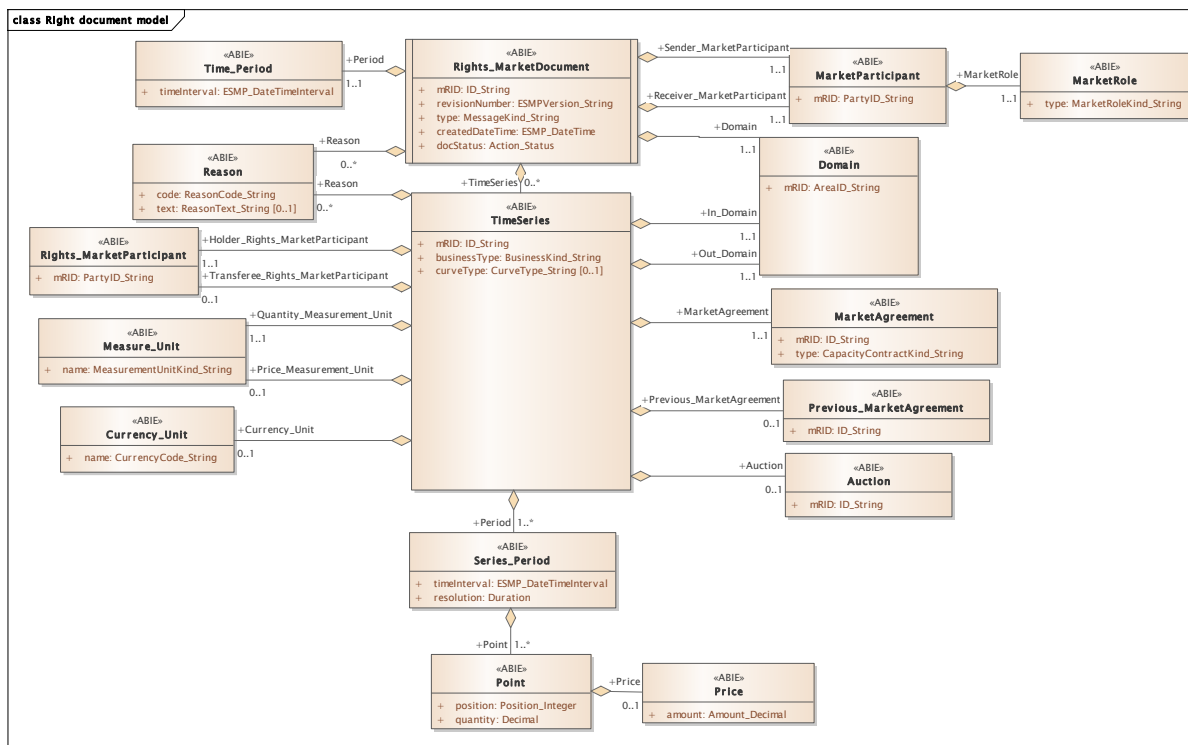 class Right document model
«ABIE»
Time_Period
+ timeInterval: ESMP_DateTimeInterval
+Period
1..1
«ABIE»
Rights_MarketDocument
+ mRID: ID_String
+ revisionNumber: ESMPVersion_String
+ type: MessageKind_String
+ createdDateTime: ESMP_DateTime
+ docStatus: Action_Status
+Sender_MarketParticipant
1..1
+Receiver_MarketParticipant
1..1
«ABIE»
MarketParticipant
+ mRID: PartyID_String
+MarketRole
1..1
«ABIE»
MarketRole
+ type: MarketRoleKind_String
+Domain
1..1
«ABIE»
Domain
+ mRID: AreaID_String
+Reason
0..*
«ABIE»
Reason
+ code: ReasonCode_String
+ text: ReasonText_String [0..1]
+Reason
0..*
+TimeSeries 0..*
«ABIE»
TimeSeries
+ mRID: ID_String
+ businessType: BusinessKind_String
+ curveType: CurveType_String [0..1]
+In_Domain
1..1
+Out_Domain
1..1
«ABIE»
Rights_MarketParticipant
+ mRID: PartyID_String
+Holder_Rights_MarketParticipant
1..1
+Transferee_Rights_MarketParticipant
0..1
«ABIE»
Measure_Unit
+ name: MeasurementUnitKind_String
+Quantity_Measurement_Unit
1..1
+Price_Measurement_Unit
0..1
+MarketAgreement
1..1
«ABIE»
MarketAgreement
+ mRID: ID_String
+ type: CapacityContractKind_String
+Previous_MarketAgreement
0..1
«ABIE»
Previous_MarketAgreement
+ mRID: ID_String
«ABIE»
Currency_Unit
+ name: CurrencyCode_String
+Currency_Unit
0..1
+Auction
0..1
«ABIE»
Auction
+ mRID: ID_String
+Period 1..*
«ABIE»
Series_Period
+ timeInterval: ESMP_DateTimeInterval
+ resolution: Duration
+Point 1..*
«ABIE»
Point
+ position: Position_Integer
+ quantity: Decimal
+Price
0..1
«ABIE»
Price
+ amount: Amount_Decimal